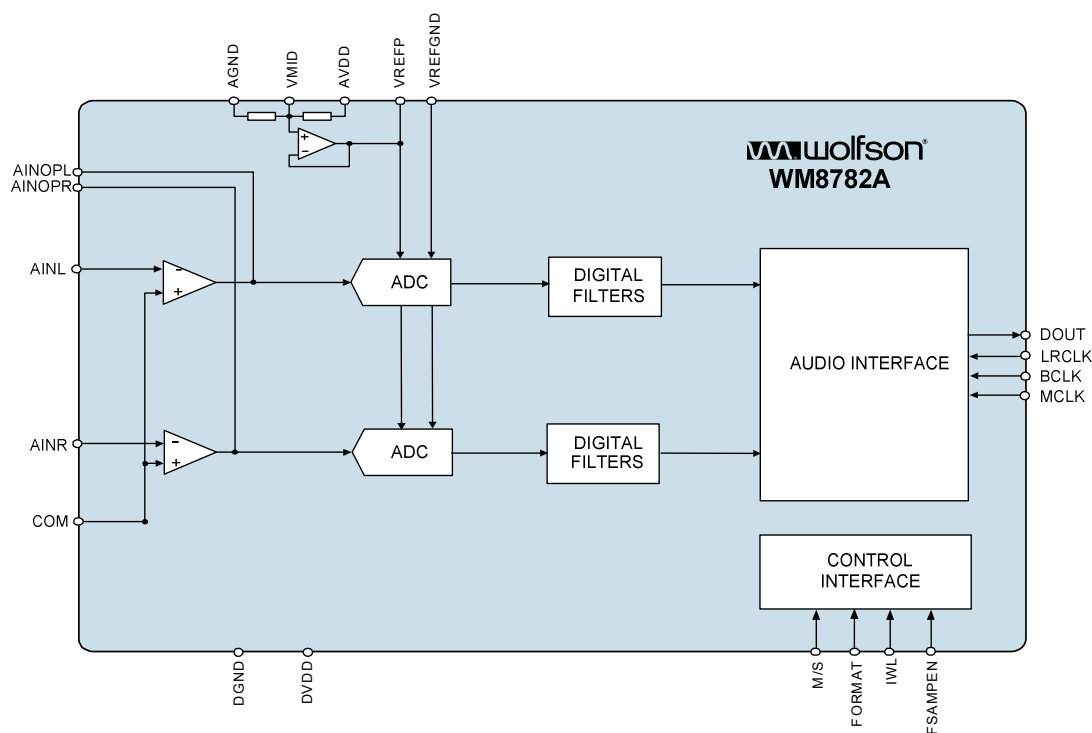 AGND
VMID
AVDD
VREFP
VREFGND
+
-
wolfson®
WM8782A
AINOPL
AINOPR
AINL
-
+
ADC
DIGITAL
FILTERS
AUDIO INTERFACE
DOUT
LRCLK
BCLK
MCLK
AINR
-
+
ADC
DIGITAL
FILTERS
COM
CONTROL
INTERFACE
DGND
DVDD
M/S
FORMAT
IWL
FSAMPEN